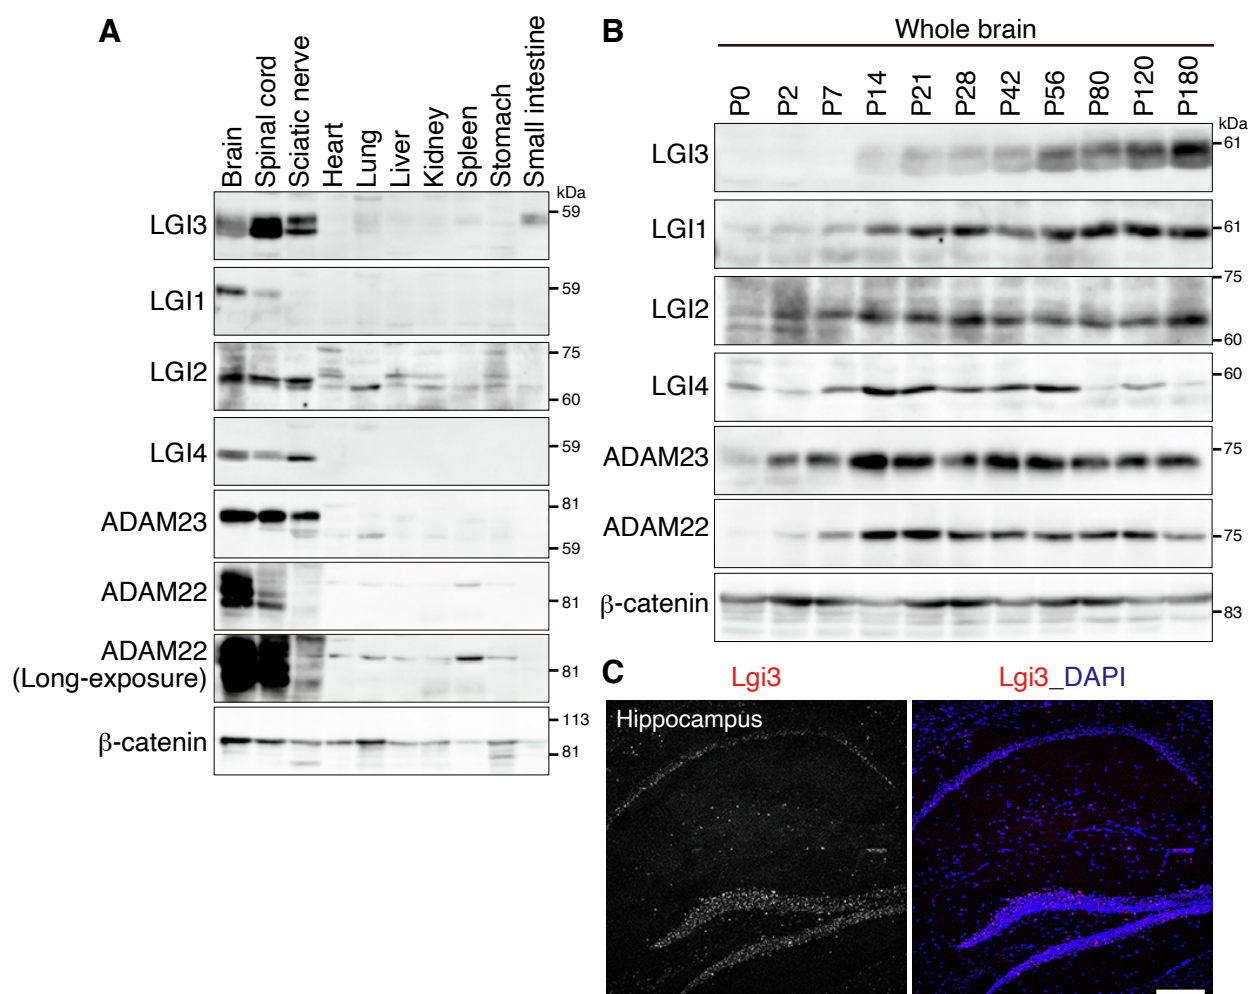 A
Brain
Spinal cord
Sciatic nerve
Heart
Lung
Liver
Kidney
Spleen
Stomach
Small intestine
kDa
LGI3
59
LGI1
59
LGI2
75
60
LGI4
59
ADAM23
81
59
ADAM22
81
ADAM22
(Long-exposure)
81
β-catenin
113
81
B
Whole brain
P0
P2
P7
P14
P21
P28
P42
P56
P80
P120
P180
kDa
LGI3
61
LGI1
61
LGI2
75
60
LGI4
60
ADAM23
75
ADAM22
75
β-catenin
83
C
Lgi3
Lgi3_DAPI
Hippocampus